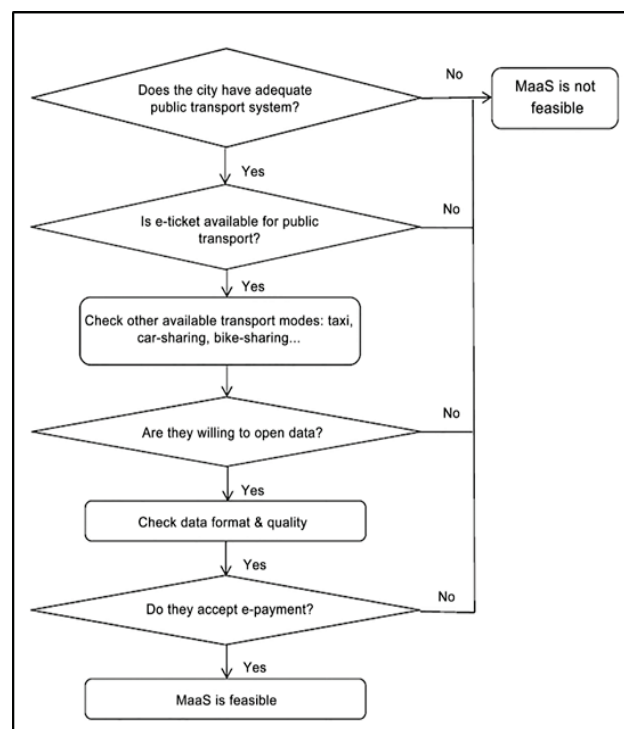 Does the city have adequate
public transport system?
No
MaaS is not
feasible
Yes
Is e-ticket available for public
transport?
No
Yes
Check other available transport modes: taxi,
car-sharing, bike-sharing...
Are they willing to open data?
No
Yes
Check data format & quality
Yes
Do they accept e-payment?
No
Yes
MaaS is feasible